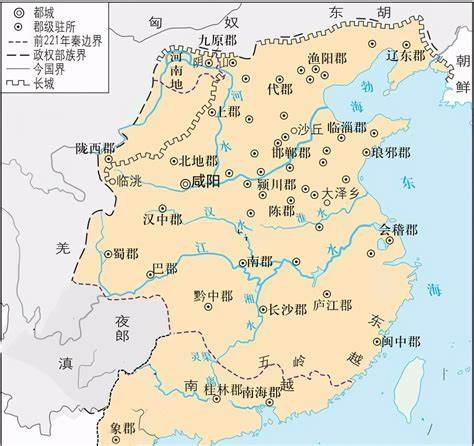 都城
郡级驻所
前221年秦边界
政权部族界
今国界
长城
匈奴
东胡
朝鲜
九原郡
河南地
阴山
渔阳郡
辽东郡
代郡
上郡
河水
渤海
沙丘
临淄郡
邯郸郡
琅邪郡
陇西郡
临洮
北地郡
咸阳
颍川郡
大泽乡
东海
汉中郡
汉水
陈郡
淮水
会稽郡
羌
蜀郡
巴郡
江水
南郡
黔中郡
湘水
长沙郡
庐江郡
夜郎
滇
灵渠
五岭
东越
闽中郡
南越
桂林郡
南海郡
象郡